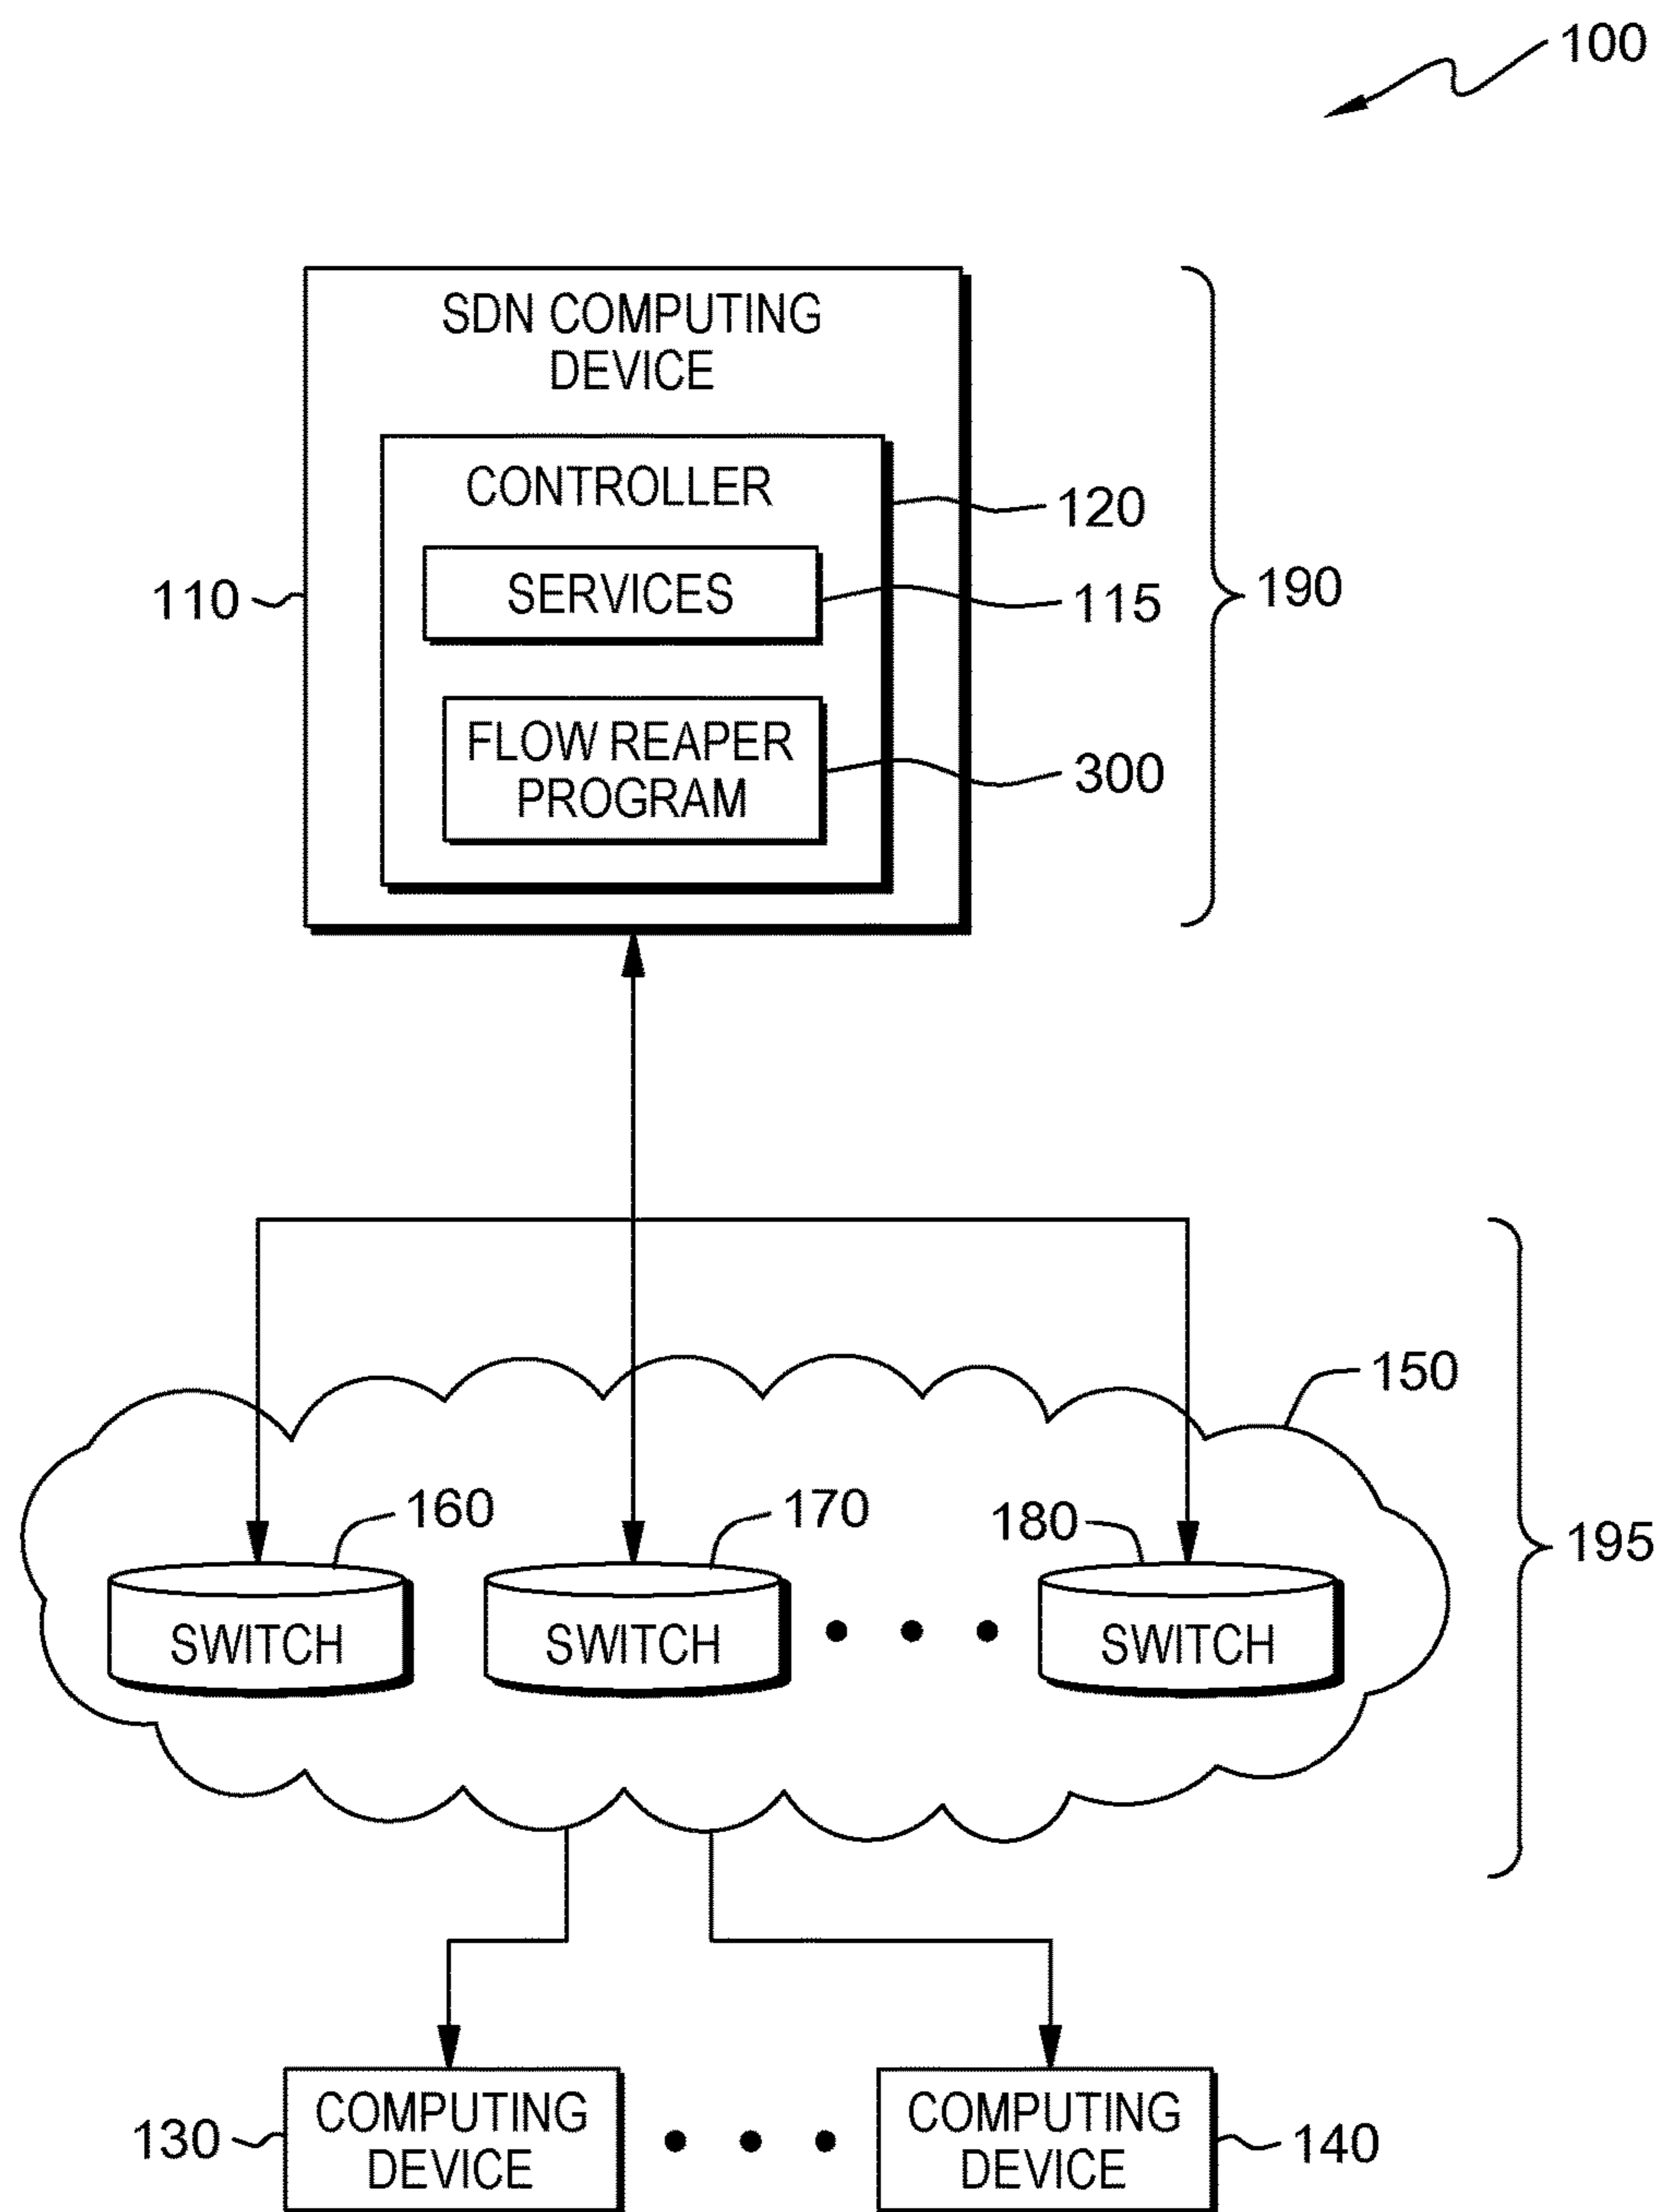 100
SDN COMPUTING
DEVICE
CONTROLLER
120
SERVICES
110
115
190
FLOW REAPER
PROGRAM
300
150
160
170
180
195
SWITCH
SWITCH
SWITCH
COMPUTING
DEVICE
130
COMPUTING
DEVICE
140